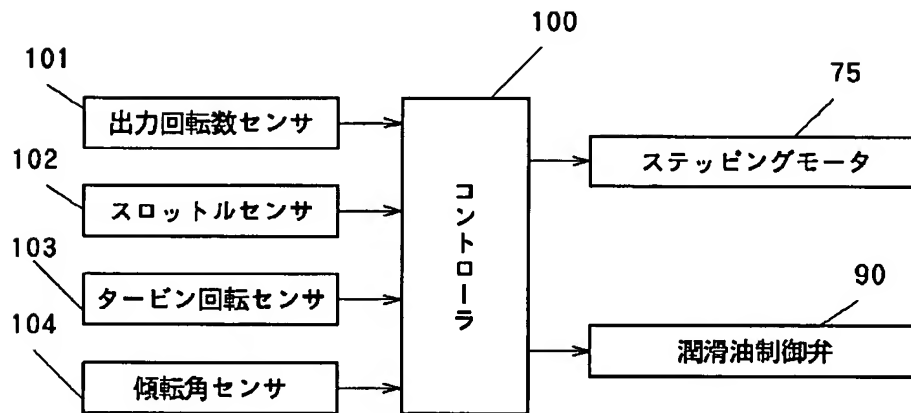 100
101
出力回転数センサ
75
ステッピングモータ
102
スロットルセンサ
コントローラ
103
タービン回転センサ
90
潤滑油制御弁
104
傾転角センサ